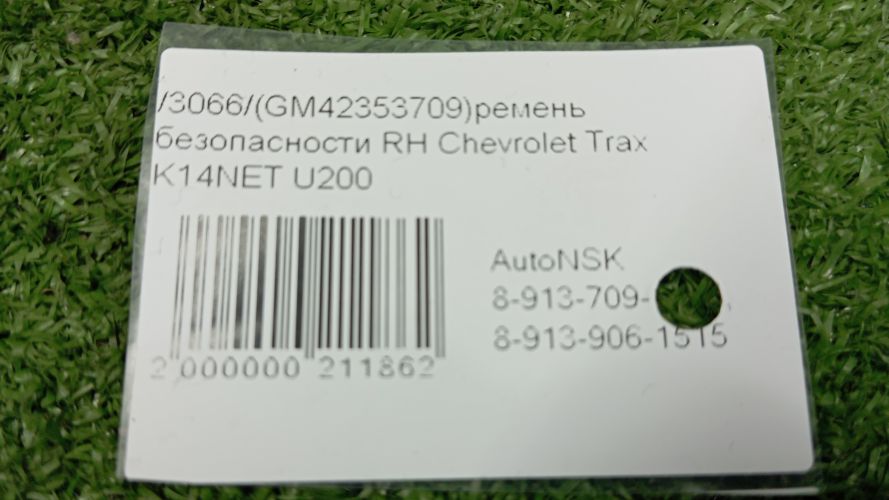 /3066/(GM42353709)ремень
безопасности RH Chevrolet Trax
K14NET U200
AutoNSK
8-913-709-
8-913-906-1515
2 000000 211862